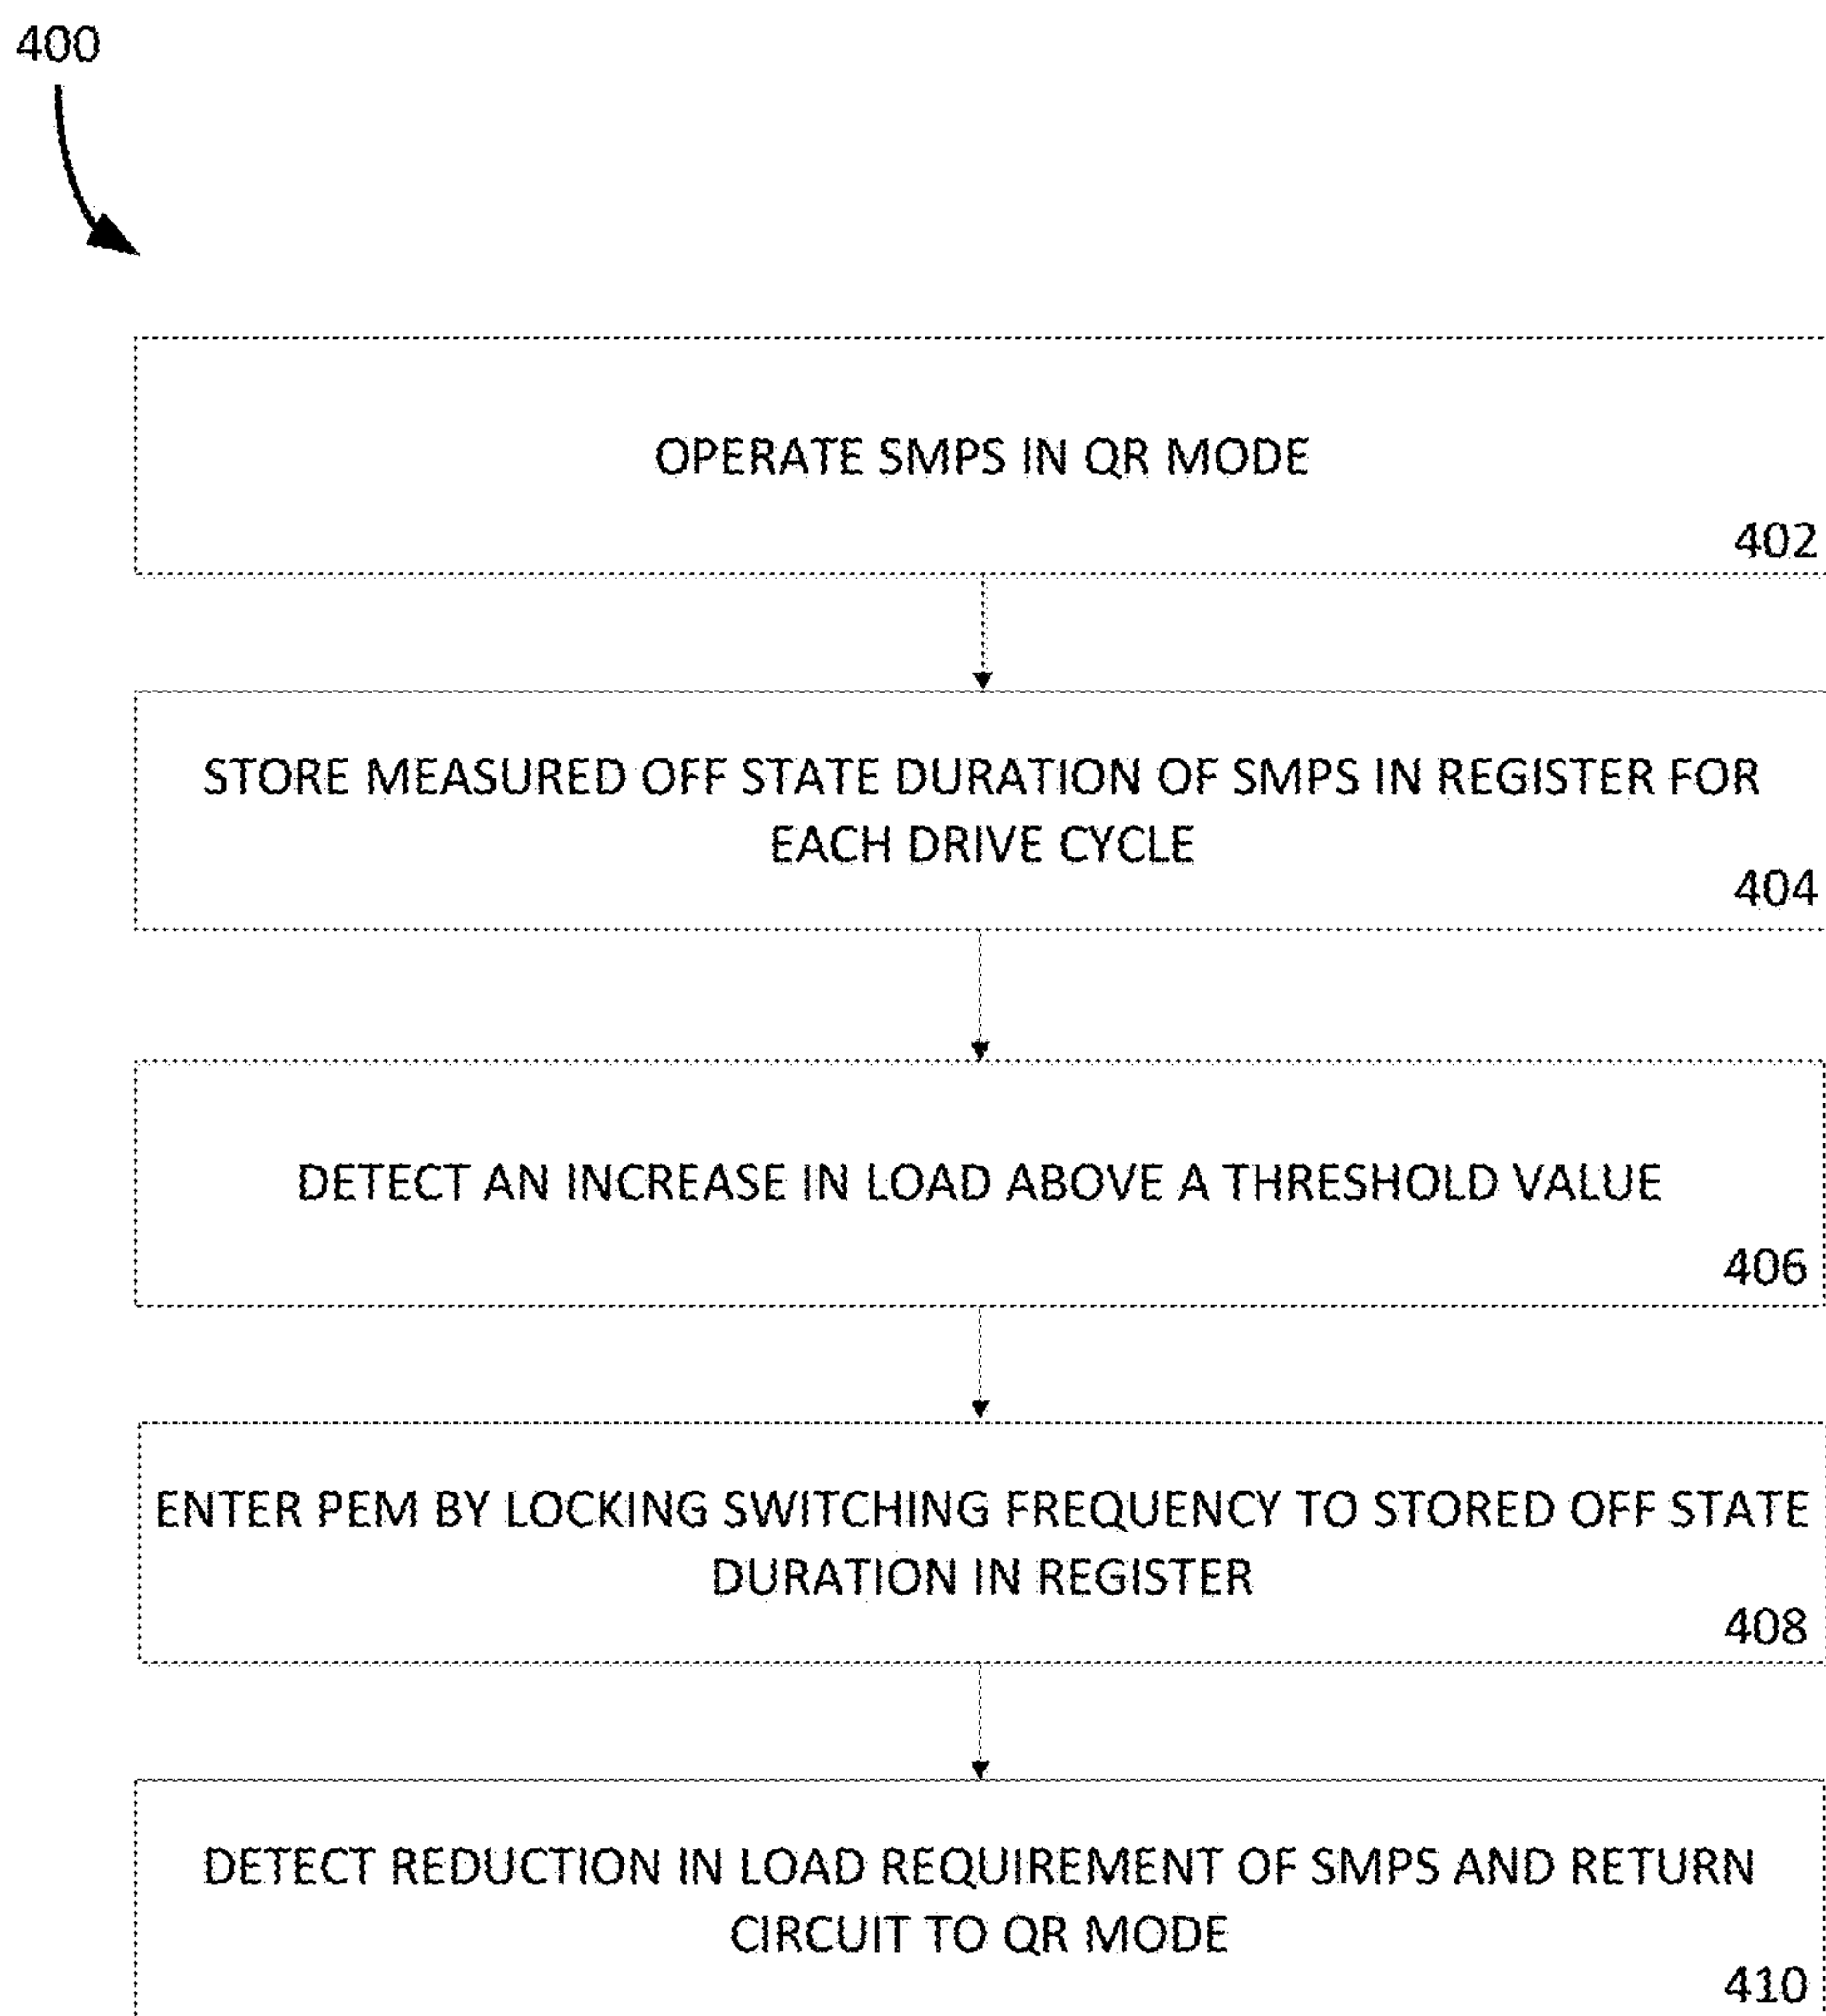 400
OPERATE SMPS IN QR MODE
402
STORE MEASURED OFF STATE DURATION OF SMPS IN REGISTER FOR
EACH DRIVE CYCLE
404
DETECT AN INCREASE IN LOAD ABOVE A THRESHOLD VALUE
406
ENTER PEM BY LOCKING SWITCHING FREQUENCY TO STORED OFF STATE
DURATION IN REGISTER
408
DETECT REDUCTION IN LOAD REQUIREMENT OF SMPS AND RETURN
CIRCUIT TO QR MODE
410